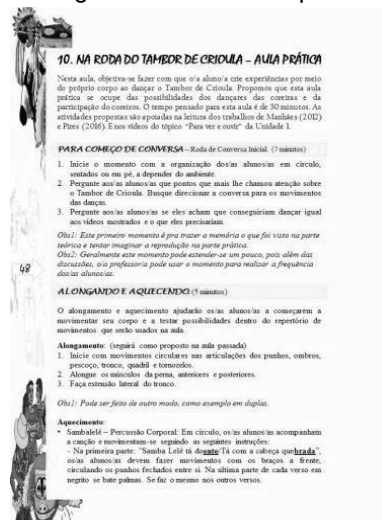 10. NA RODA DO TAMBOR DE CRIOULA – AULA PRÁTICA
Nesta aula, objetiva-se fazer com que o/a aluno/a crie experiências por meio
do próprio corpo ao dançar o Tambor de Crioula. Propomos que esta aula
prática se ocupe das possibilidades dos dançares das coreiras e da
participação do coreiros. O tempo pensado para esta aula é de 50 minutos. As
atividades propostas são apoiadas na leitura dos trabalhos de Manhães (2012)
e Pires (2016). E nos vídeos do tópico "Para ver e ouvir" da Unidade 1.
PARA COMEÇO DE CONVERSA – Roda de Conversa Inicial. (7 minutos)
1. Inicie o momento com a organização dos/as alunos/as em círculo,
sentados ou em pé, a depender do ambiente.
2. Pergunte aos/as alunos/as que pontos que mais lhe chamou atenção sobre
o Tambor de Crioula. Busque direcionar a conversa para os movimentos
das danças.
3. Pergunte aos/as alunos/as se eles acham que conseguiriam dançar igual
aos vídeos mostrados e o que eles precisariam.
Obs1: Este primeiro momento é pra trazer a memória o que foi visto na parte
teórica e tentar imaginar a reprodução na parte prática.
Obs2: Geralmente este momento pode estender-se um pouco, pois além das
discussões, o/a professor/a pode usar o momento para realizar a frequência
dos/as alunos/as.
48
ALONGANDO E AQUECENDO (5 minutos)
O alongamento e aquecimento ajudarão os/as alunos/as a começarem a
movimentar seu corpo e a testar possibilidades dentro do repertório de
movimentos que serão usados na aula.
Alongamento: (seguirá como proposto na aula passada)
1. Inicie com movimentos circulares nas articulações dos punhos, ombros,
pescoço, tronco, quadril e tornozelos.
2. Alongue os músculos da perna, anteriores e posteriores.
3. Faça extensão lateral do tronco.
Obs1: Pode ser feito de outro modo, como exemplo em duplas.
Aquecimento:
• Sambalelê – Percussão Corporal: Em círculo, os/as alunos/as acompanham
a canção e movimentam-se seguindo as seguintes instruções:
- Na primeira parte: "Samba Lelê tá doente/Tá com a cabeça quebrada",
os/as alunos/as devem fazer movimentos com os braços a frente,
circulando os punhos fechados entre si. Na ultima parte de cada verso em
negrito se bate palmas. Se faz o mesmo nos outros versos.